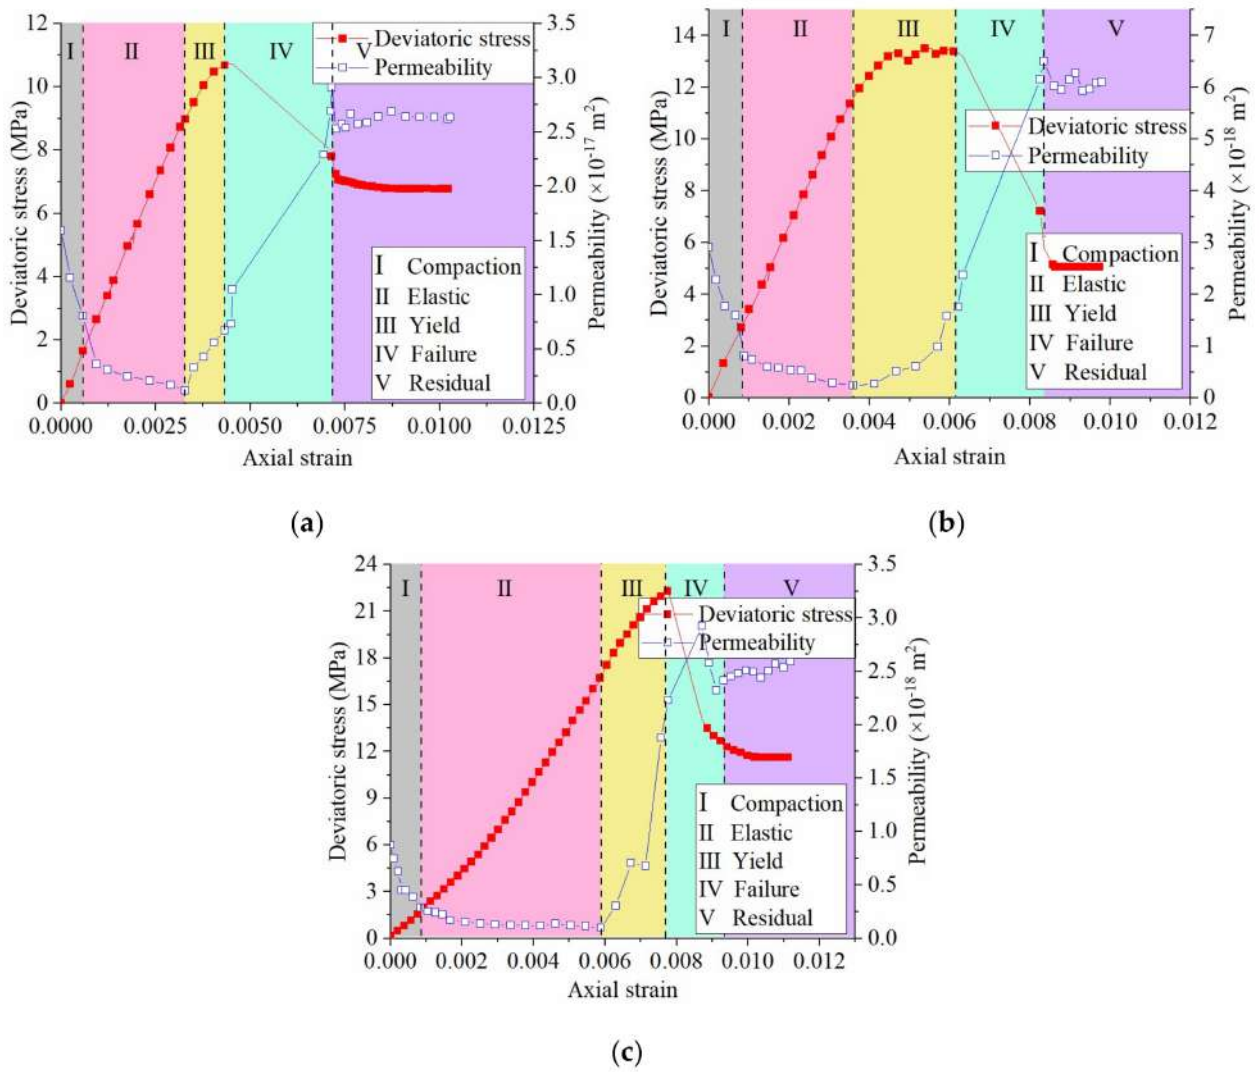 I II III IV V
Deviatoric stress
Permeability
12
10
8
6
4
2
0
3.5
3.0
2.5
2.0
1.5
1.0
0.5
0.0
Deviatoric stress (MPa)
Permeability (×10⁻¹⁷ m²)
I Compaction
II Elastic
III Yield
IV Failure
V Residual
0.0000 0.0025 0.0050 0.0075 0.0100 0.0125
Axial strain
(a)
I II III IV V
Deviatoric stress
Permeability
14
12
10
8
6
4
2
0
7
6
5
4
3
2
1
0
Deviatoric stress (MPa)
Permeability (×10⁻¹⁸ m²)
I Compaction
II Elastic
III Yield
IV Failure
V Residual
0.000 0.002 0.004 0.006 0.008 0.010 0.012
Axial strain
(b)
I II III IV V
Deviatoric stress
Permeability
24
21
18
15
12
9
6
3
0
3.5
3.0
2.5
2.0
1.5
1.0
0.5
0.0
Deviatoric stress (MPa)
Permeability (×10⁻¹⁸ m²)
I Compaction
II Elastic
III Yield
IV Failure
V Residual
0.000 0.002 0.004 0.006 0.008 0.010 0.012
Axial strain
(c)